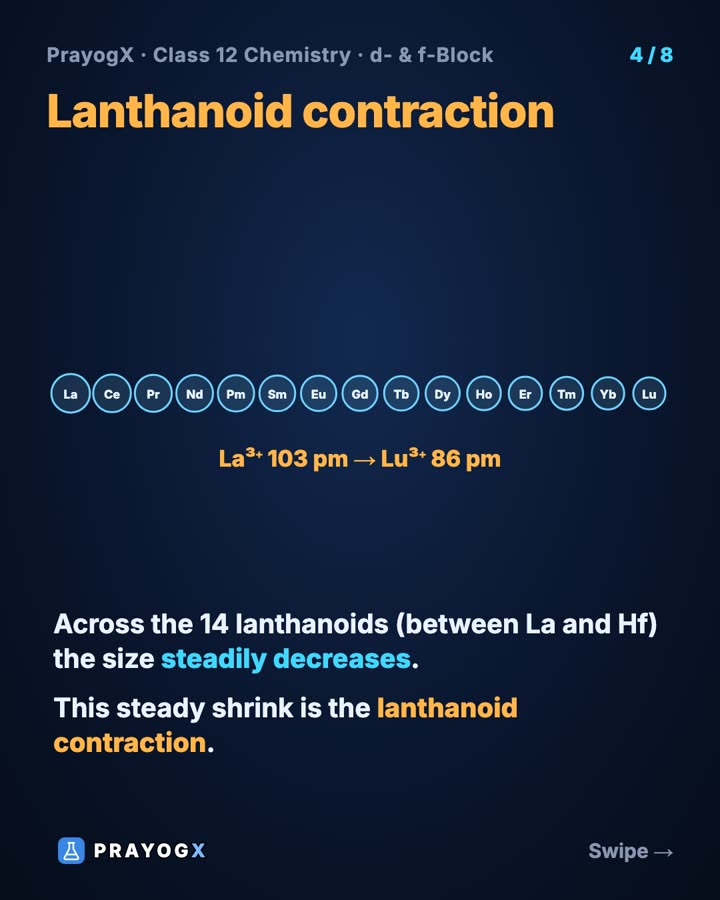 PrayogX · Class 12 Chemistry · d- & f-Block
4 / 8
Lanthanoid contraction
La Ce Pr Nd Pm Sm Eu Gd Tb Dy Ho Er Tm Yb Lu
La³⁺ 103 pm → Lu³⁺ 86 pm
Across the 14 lanthanoids (between La and Hf)
the size steadily decreases.
This steady shrink is the lanthanoid
contraction.
PRAYOGX
Swipe →